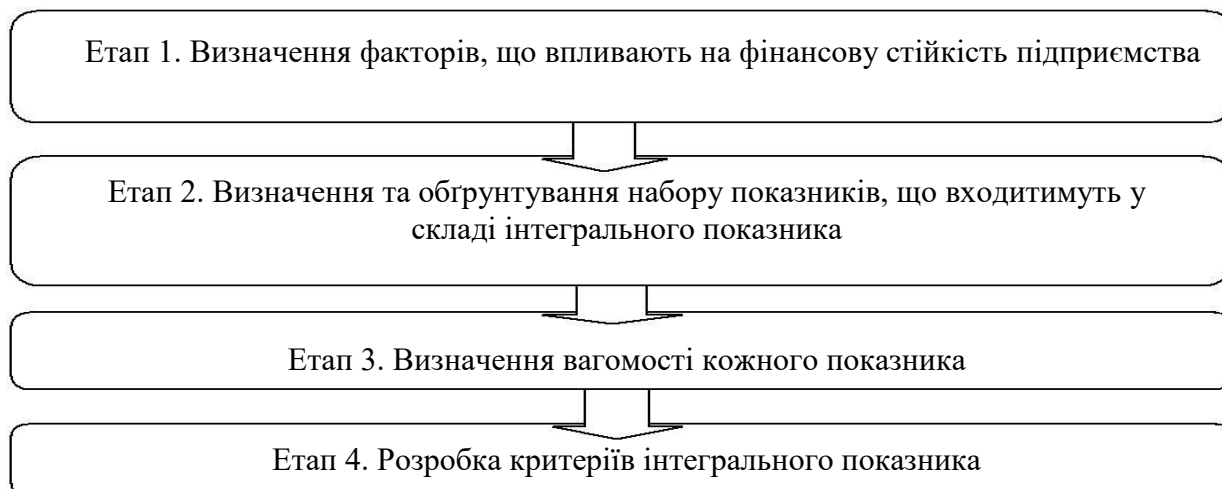 Етап 1. Визначення факторів, що впливають на фінансову стійкість підприємства
Етап 2. Визначення та обґрунтування набору показників, що входитимуть у
складі інтегрального показника
Етап 3. Визначення вагомості кожного показника
Етап 4. Розробка критеріїв інтегрального показника